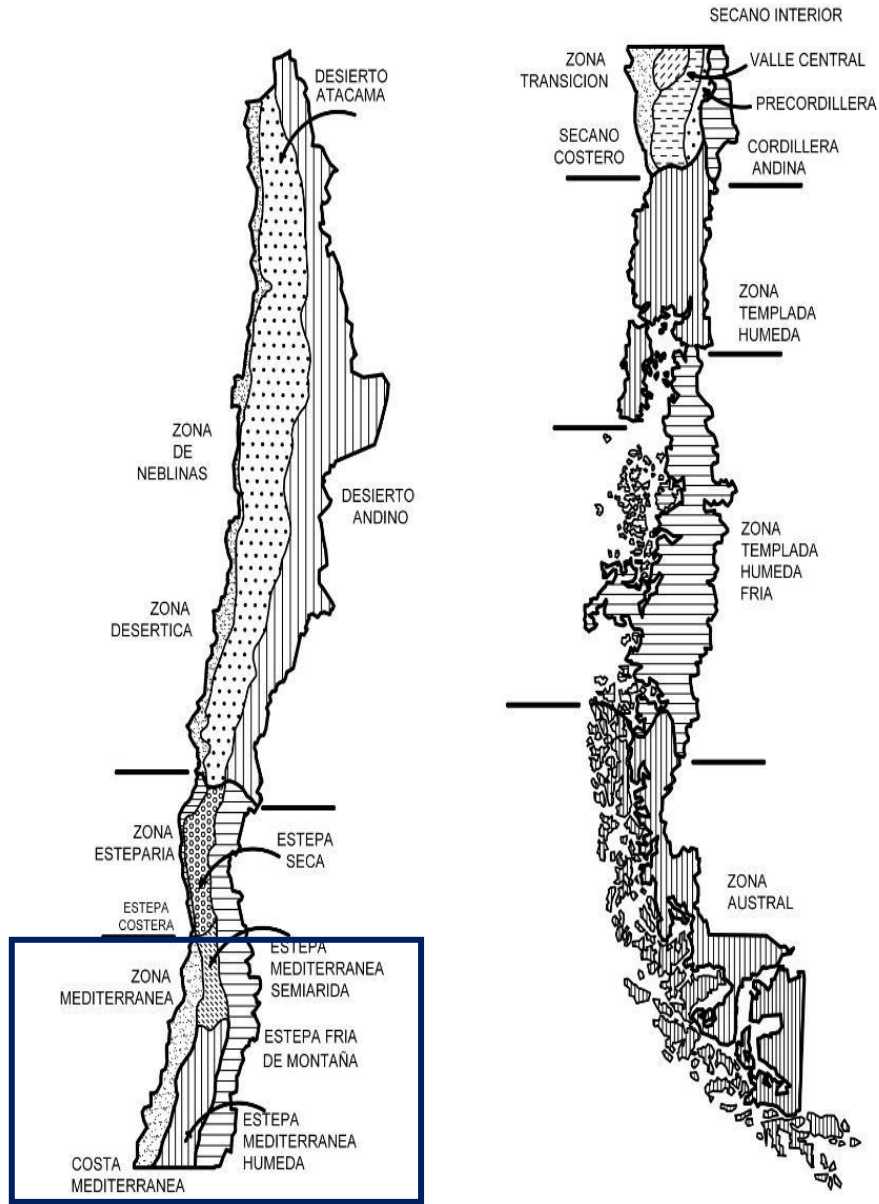 DESIERTO
ATACAMA
ZONA
DE
NEBLINAS
DESIERTO
ANDINO
ZONA
DESERTICA
ZONA
ESTEPARIA
ESTEPA
SECA
ESTEPA
COSTERA
ESTEPA
MEDITERRANEA
SEMIARIDA
ZONA
MEDITERRANEA
ESTEPA FRIA
DE MONTAÑA
ESTEPA
MEDITERRANEA
HUMEDA
COSTA
MEDITERRANEA
SECANO INTERIOR
ZONA
TRANSICION
VALLE CENTRAL
PRECORDILLERA
SECANO
COSTERO
CORDILLERA
ANDINA
ZONA
TEMPLADA
HUMEDA
ZONA
TEMPLADA
HUMEDA
FRIA
ZONA
AUSTRAL